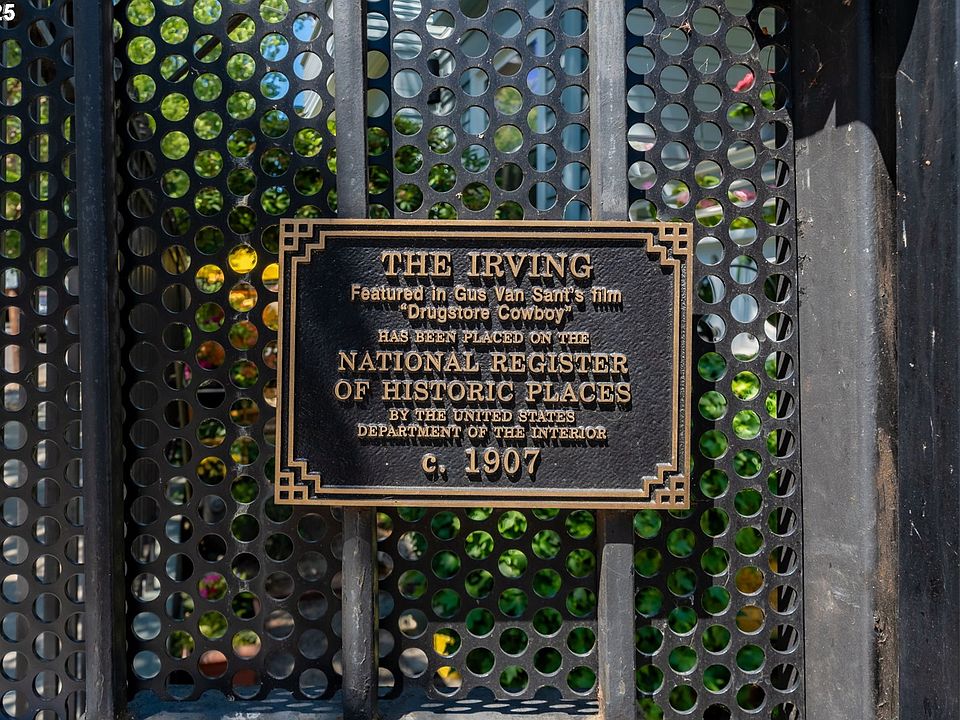 25
THE IRVING
Featured in Gus Van Sant's film
"Drugstore Cowboy"
HAS BEEN PLACED ON THE
NATIONAL REGISTER
OF HISTORIC PLACES
BY THE UNITED STATES
DEPARTMENT OF THE INTERIOR
c. 1907